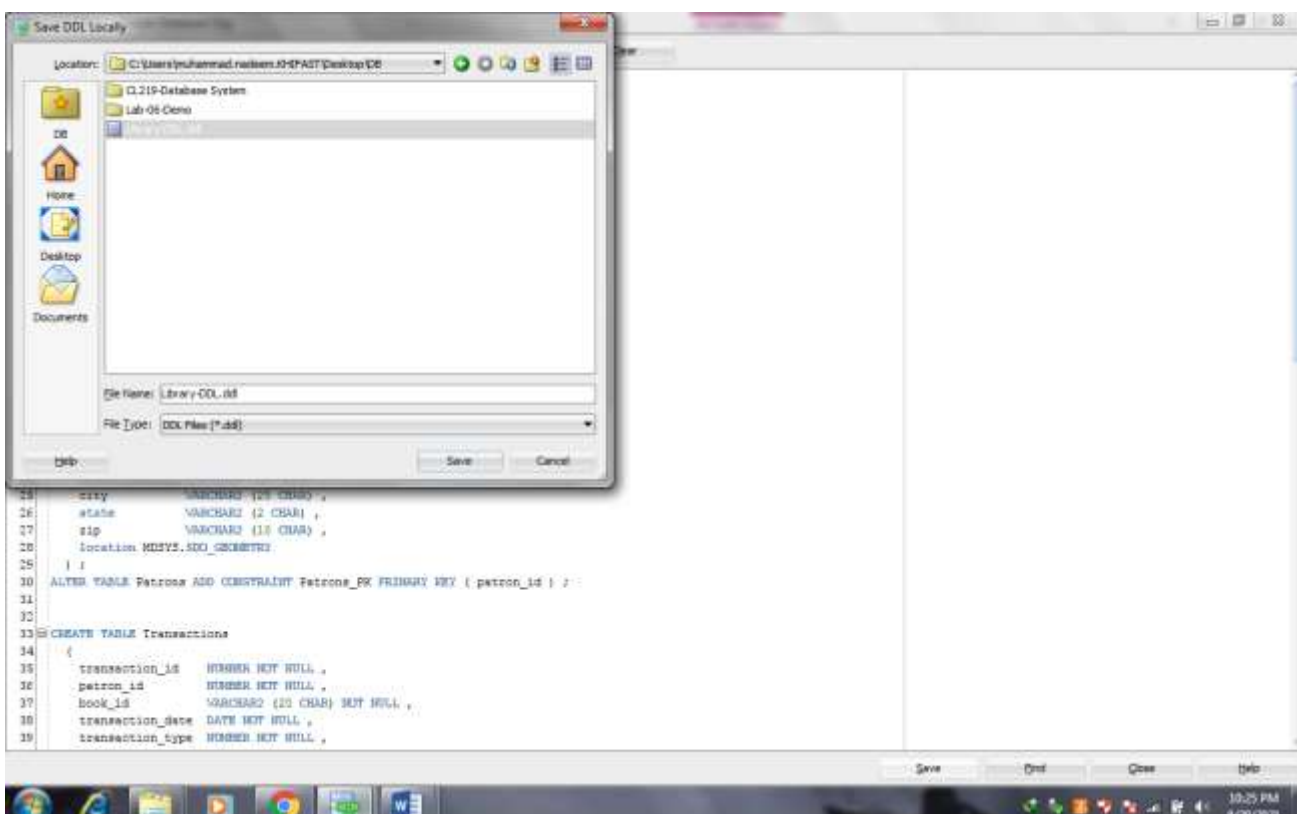 Save DDL Locally
Location: C:\Users\muhammad.nadeem.KHIFAST\Desktop\DB
CL219-Database System
Lab-06-Demo
DB
Home
Desktop
Documents
File Name: Library-DDL.ddl
File Type: DDL Files (*.ddl)
Help Save Cancel
25 city VARCHAR2 (25 CHAR) ,
26 state VARCHAR2 (2 CHAR) ,
27 zip VARCHAR2 (10 CHAR) ,
28 location MDSYS.SDO_GEOMETRY
29 ) ;
30 ALTER TABLE Patrons ADD CONSTRAINT Patrons_PK PRIMARY KEY ( patron_id ) ;
31
32
33 CREATE TABLE Transactions
34 (
35 transaction_id NUMBER NOT NULL ,
36 patron_id NUMBER NOT NULL ,
37 book_id VARCHAR2 (20 CHAR) NOT NULL ,
38 transaction_date DATE NOT NULL ,
39 transaction_type NUMBER NOT NULL ,
Save Find Close Help
10:25 PM